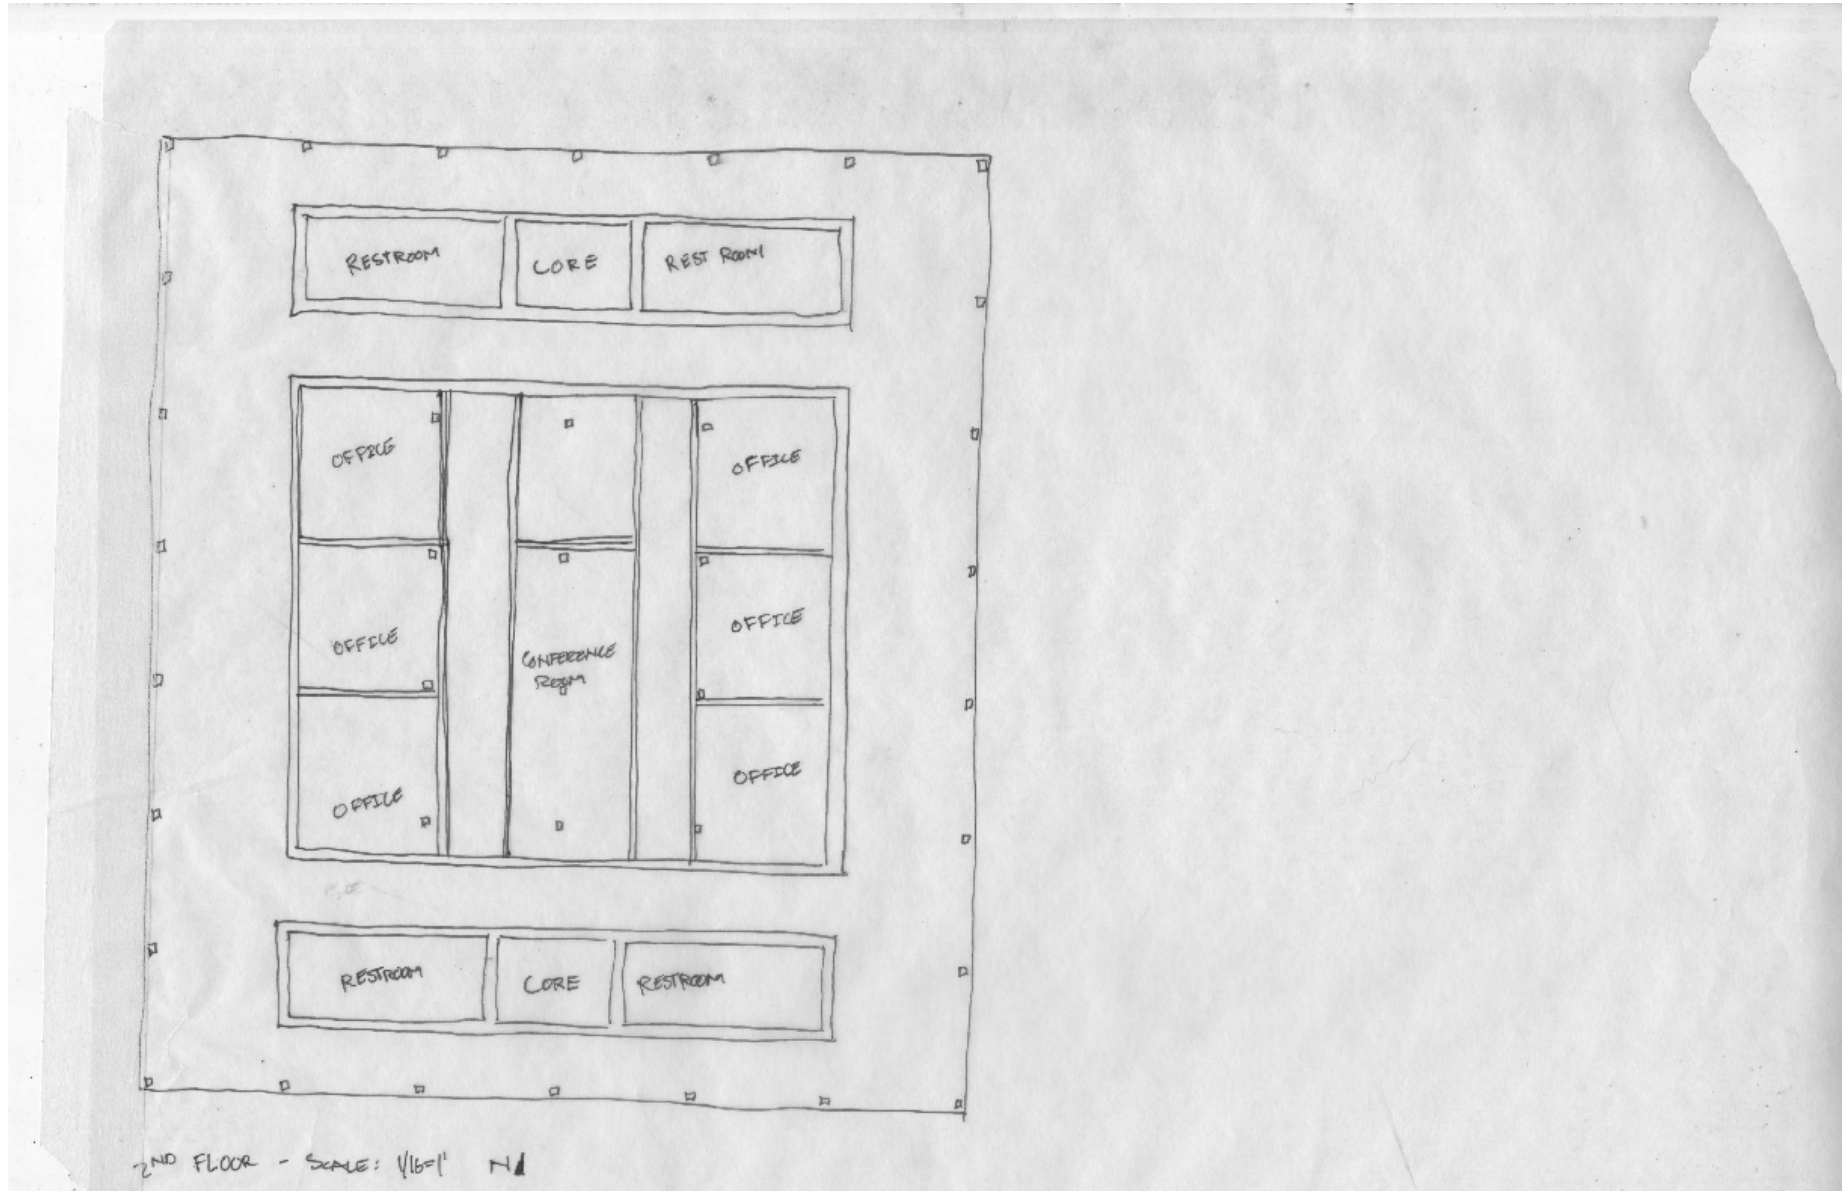 RESTROOM
CORE
REST ROOM
OFFICE
OFFICE
OFFICE
OFFICE
CONFERENCE
ROOM
OFFICE
OFFICE
RESTROOM
CORE
RESTROOM
2ND FLOOR - SCALE: 1/16=1' N